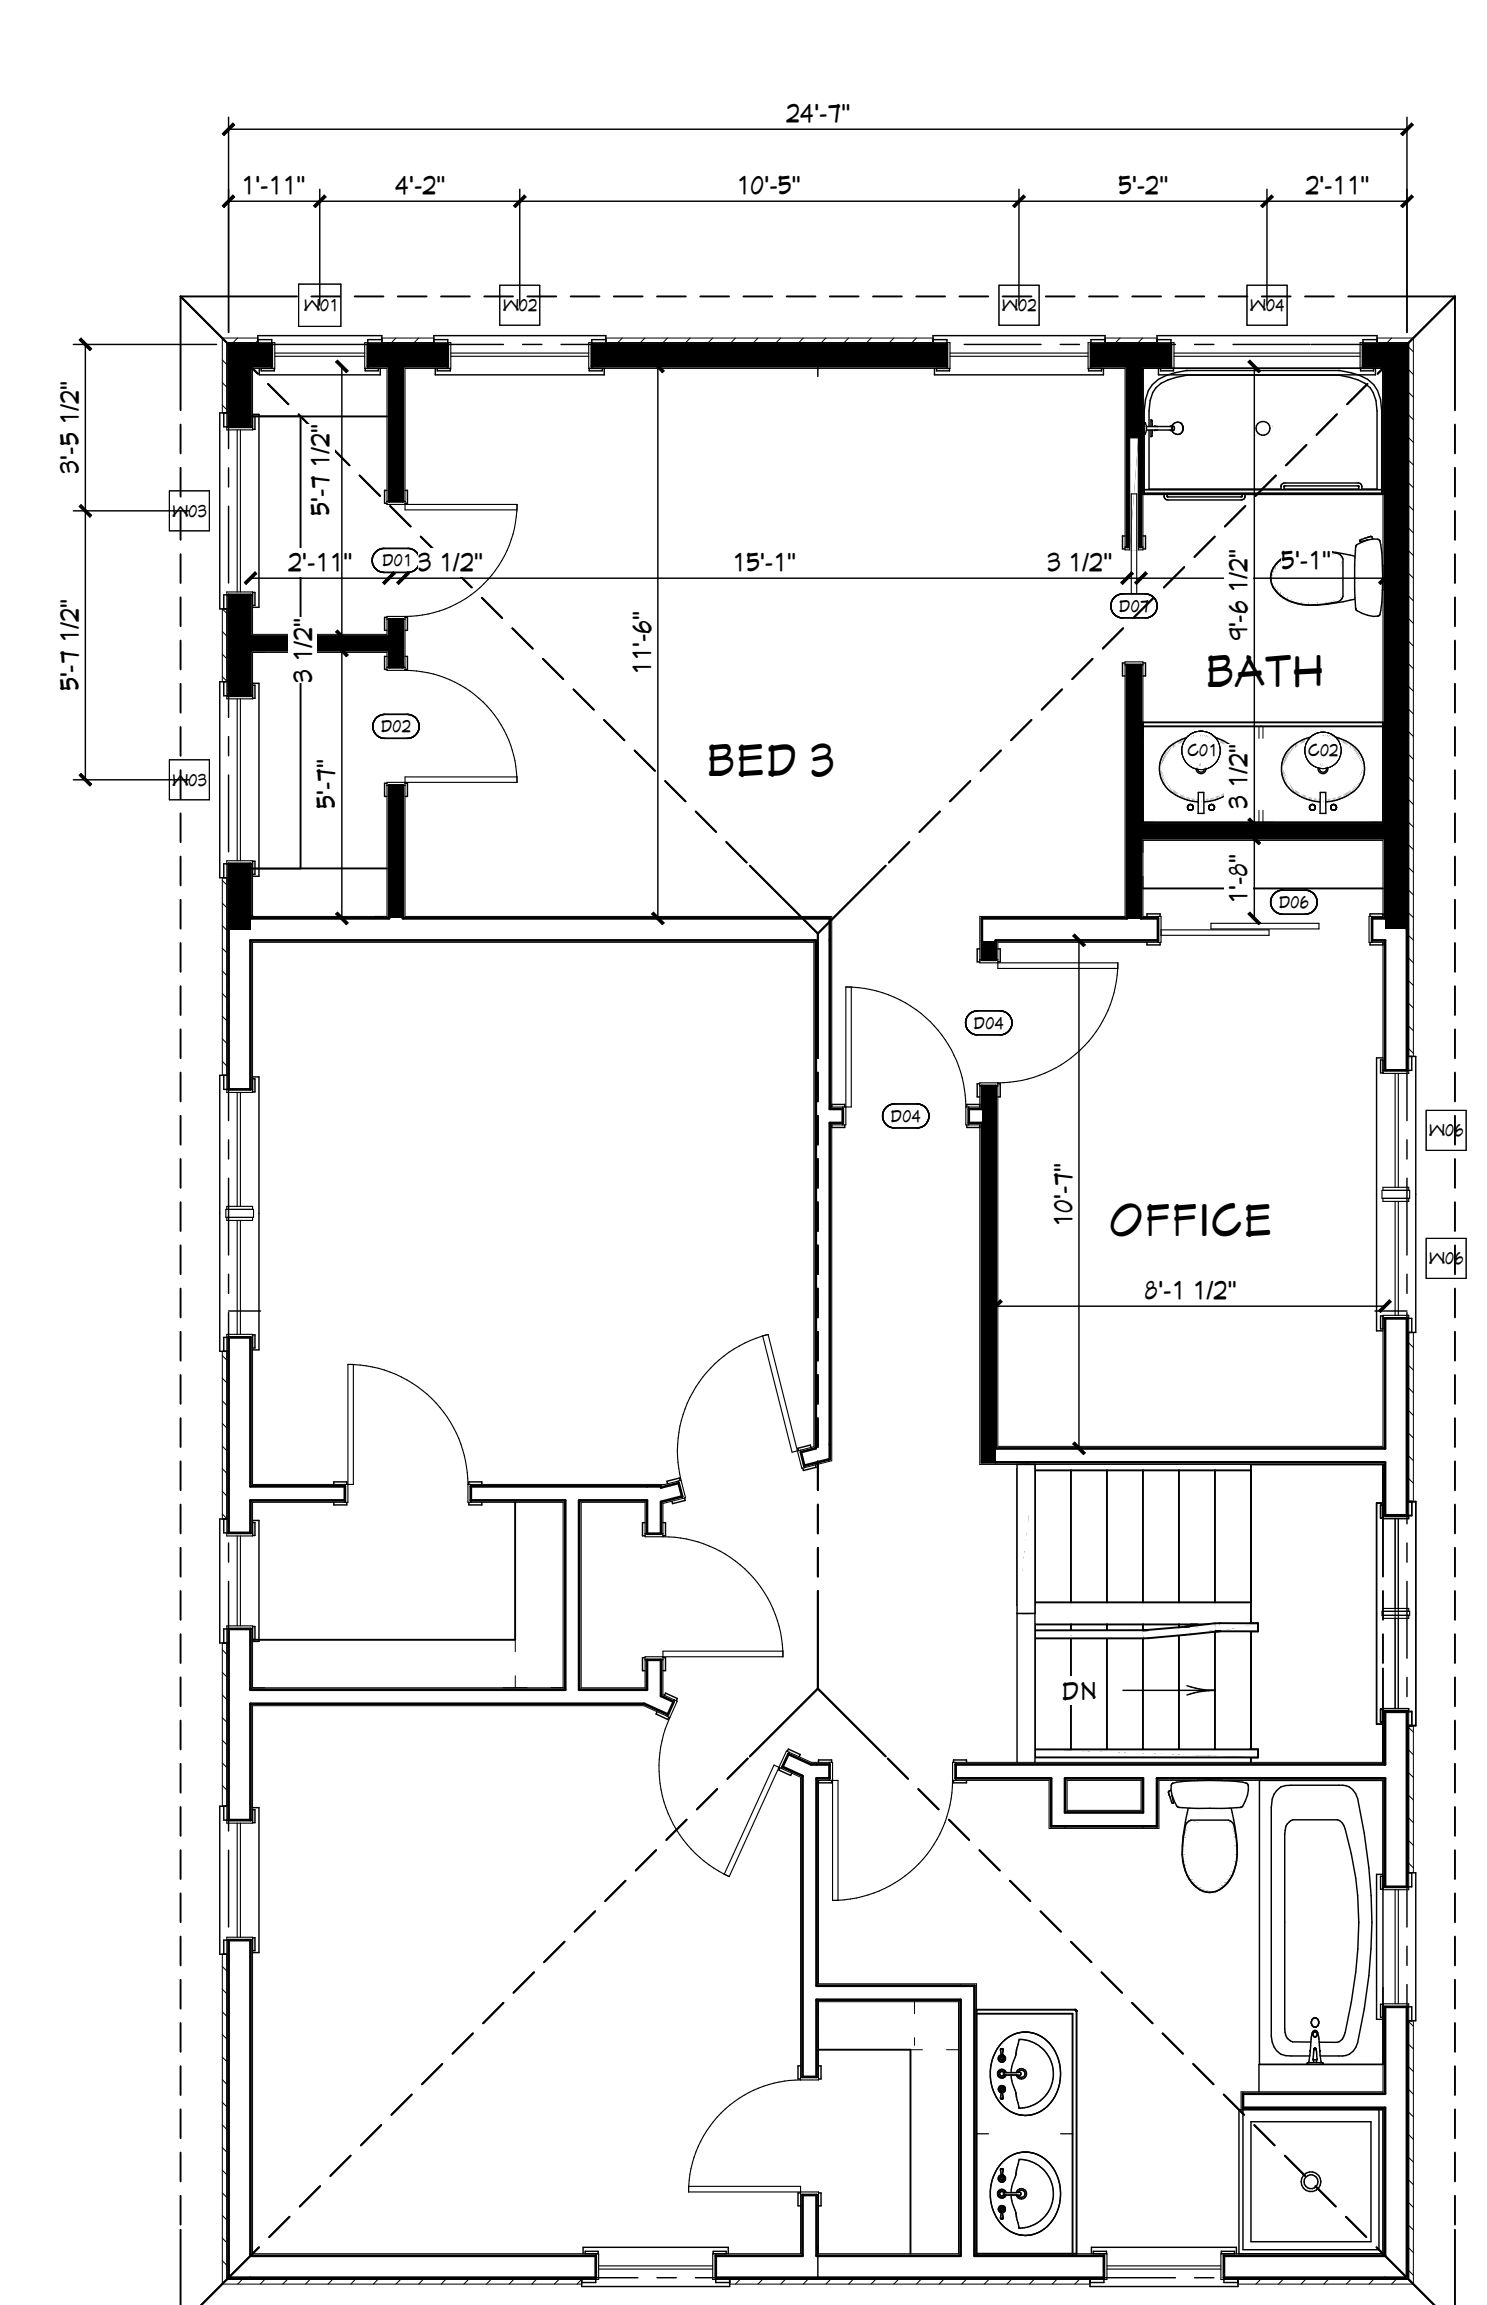 24'-7"
1'-11" 4'-2" 10'-5" 5'-2" 2'-11"
W01 W02 W02 W04
3'-5 1/2"
5'-7 1/2"
W03
2'-11" D01 3 1/2" 15'-1" 3 1/2" 5'-1"
D07
9'-6 1/2"
5'-7 1/2"
3 1/2"
11'-6"
BATH
D02
BED 3
C01 C02
W03
5'-7"
3 1/2"
1'-8"
D06
D04
D04
W06
10'-7"
OFFICE
W06
8'-1 1/2"
DN